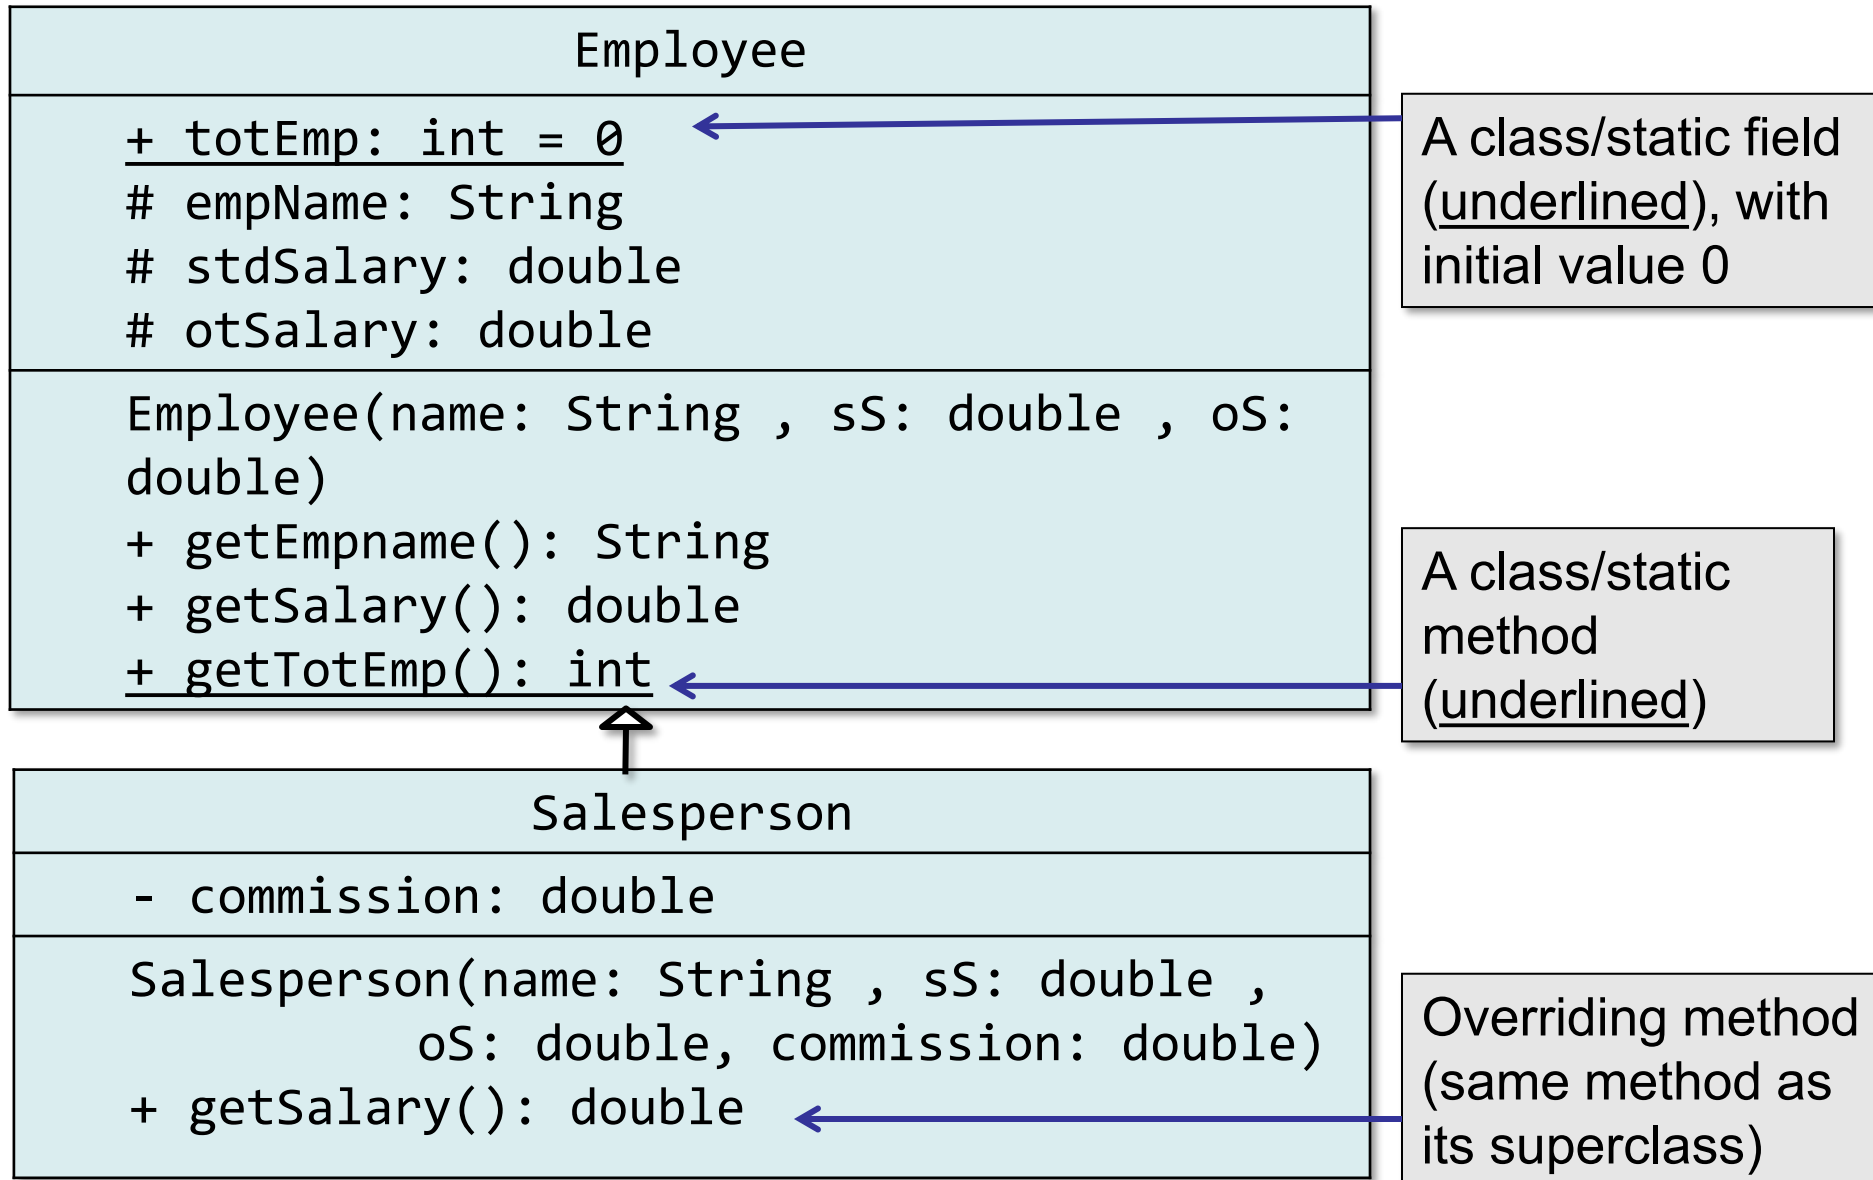 Employee
+ totEmp: int = 0
# empName: String
# stdSalary: double
# otSalary: double
Employee(name: String , sS: double , oS:
double)
+ getEmpname(): String
+ getSalary(): double
+ getTotEmp(): int
A class/static field
(underlined), with
initial value 0
A class/static
method
(underlined)
Salesperson
- commission: double
Salesperson(name: String , sS: double ,
oS: double, commission: double)
+ getSalary(): double
Overriding method
(same method as
its superclass)